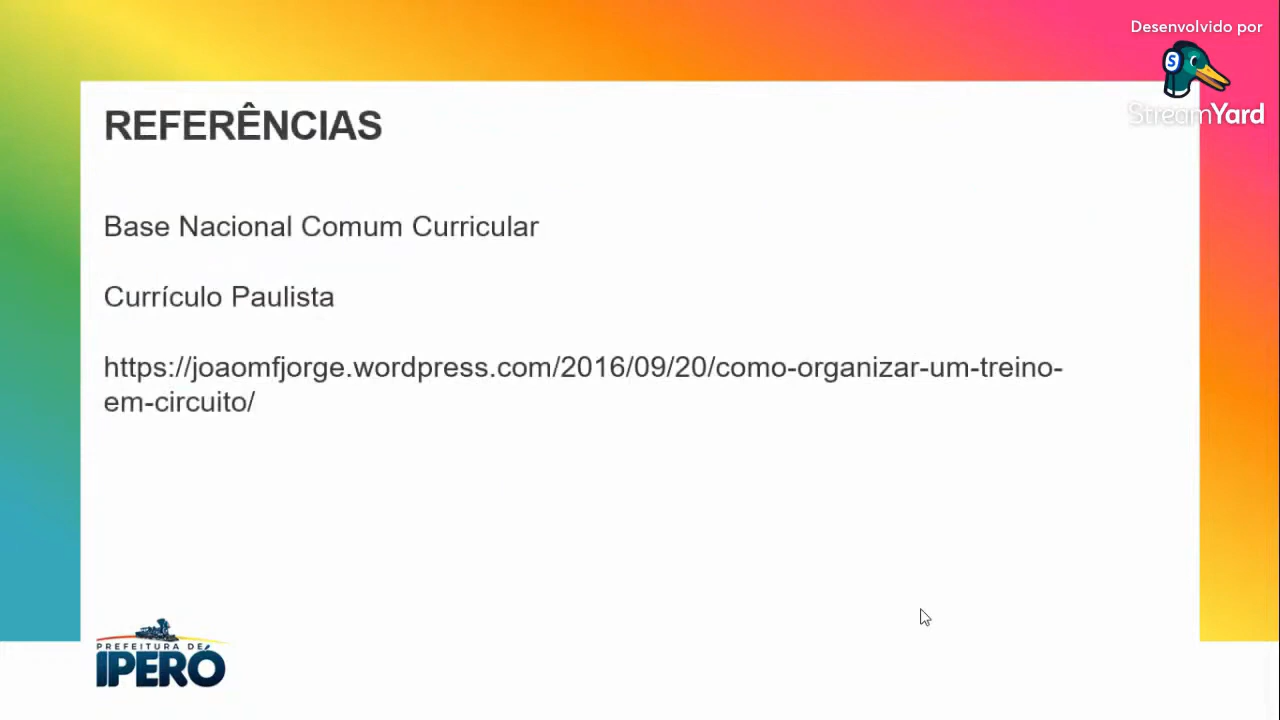 Desenvolvido por
StreamYard
REFERÊNCIAS
Base Nacional Comum Curricular
Currículo Paulista
https://joaomfjorge.wordpress.com/2016/09/20/como-organizar-um-treino-
em-circuito/
PREFEITURA DE
IPERÓ